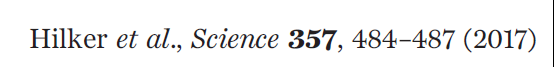 Hilker et al., Science 357, 484–487 (2017)